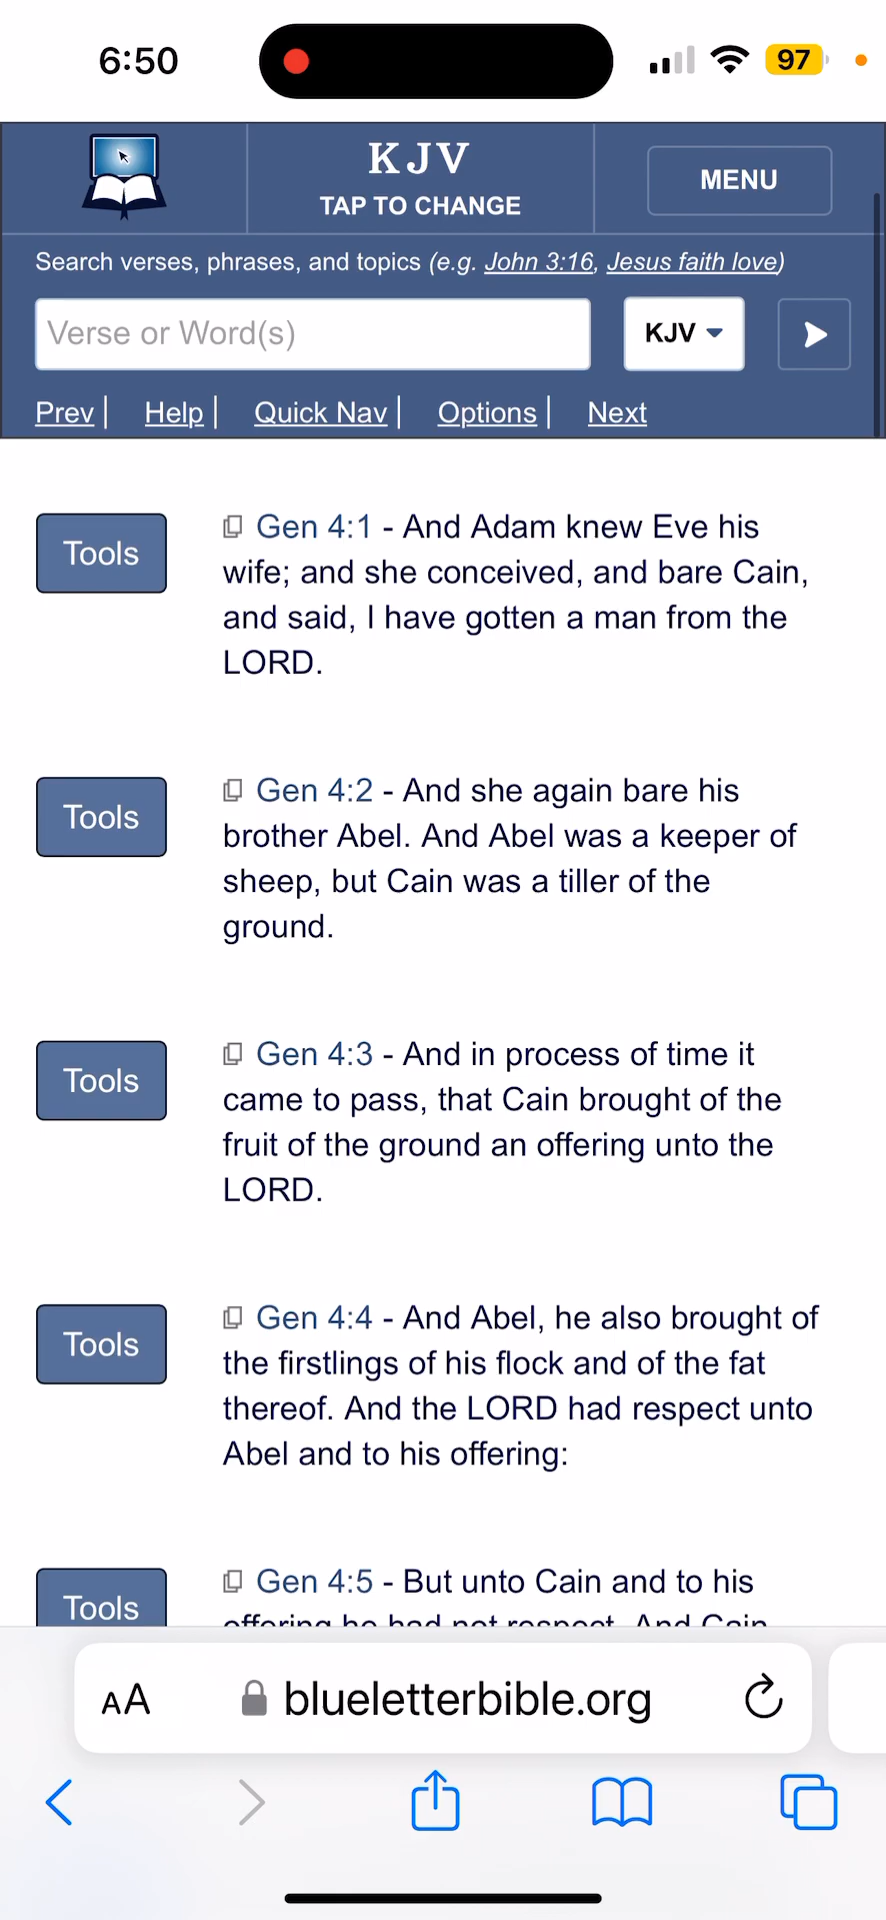 6:50
97
KJV
TAP TO CHANGE
MENU
Search verses, phrases, and topics (e.g. John 3:16, Jesus faith love)
Verse or Word(s)
KJV
Prev | Help | Quick Nav | Options | Next
Tools
Gen 4:1 - And Adam knew Eve his
wife; and she conceived, and bare Cain,
and said, I have gotten a man from the
LORD.
Tools
Gen 4:2 - And she again bare his
brother Abel. And Abel was a keeper of
sheep, but Cain was a tiller of the
ground.
Tools
Gen 4:3 - And in process of time it
came to pass, that Cain brought of the
fruit of the ground an offering unto the
LORD.
Tools
Gen 4:4 - And Abel, he also brought of
the firstlings of his flock and of the fat
thereof. And the LORD had respect unto
Abel and to his offering:
Tools
Gen 4:5 - But unto Cain and to his
offering he had not respect. And Cain
AA
blueletterbible.org